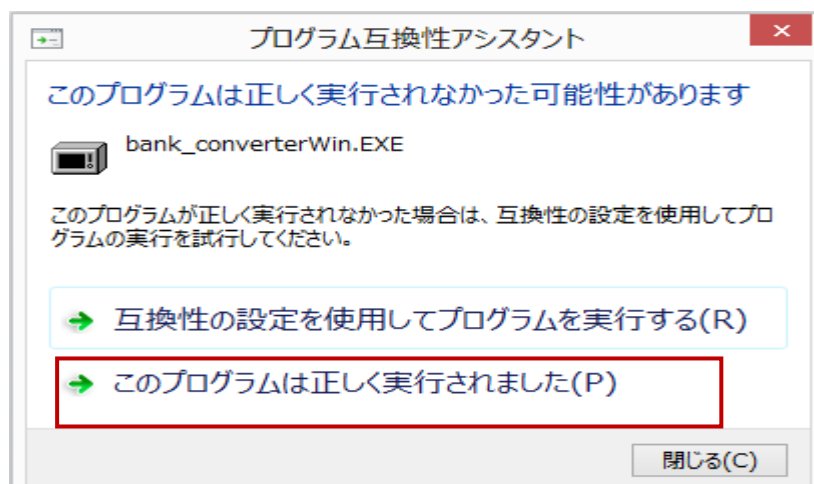 プログラム互換性アシスタント
このプログラムは正しく実行されなかった可能性があります
bank_converterWin.EXE
このプログラムが正しく実行されなかった場合は、互換性の設定を使用してプロ
グラムの実行を試行してください。
互換性の設定を使用してプログラムを実行する(R)
このプログラムは正しく実行されました(P)
閉じる(C)